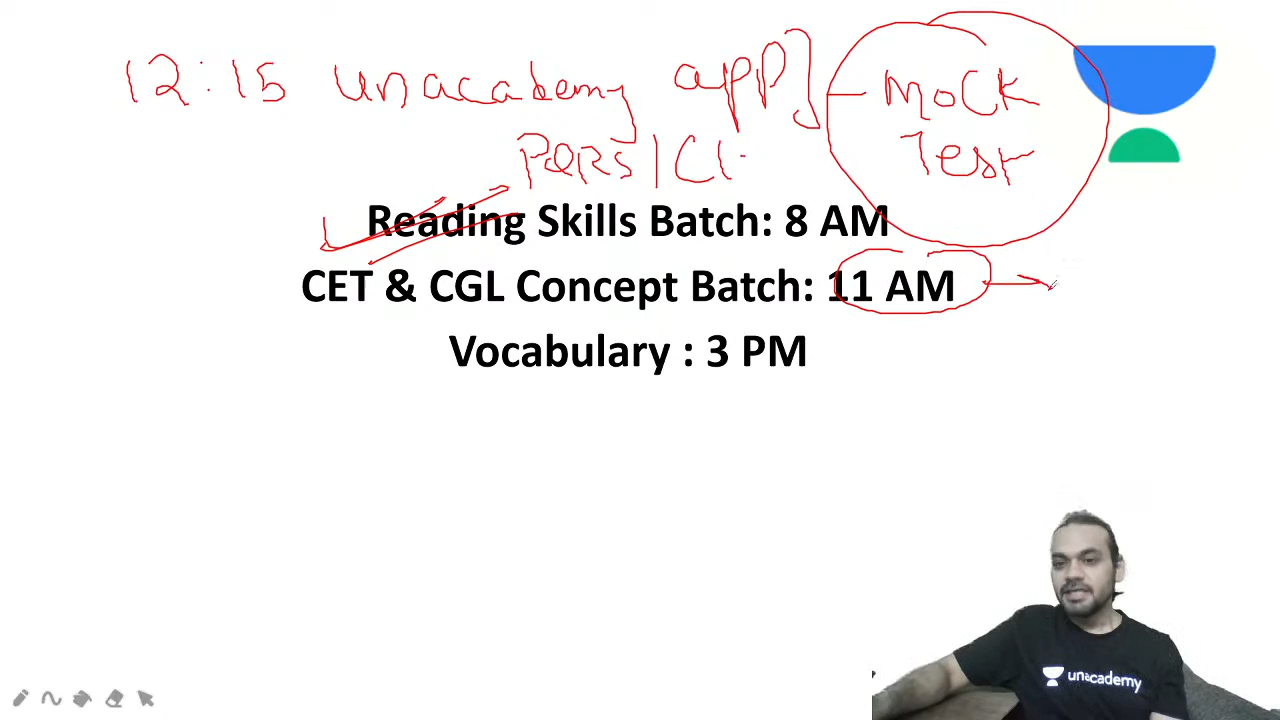 12:15 unacademy app] - Mock
Test
PQRS/Cl.
Reading Skills Batch: 8 AM
CET & CGL Concept Batch: 11 AM
Vocabulary : 3 PM
unacademy